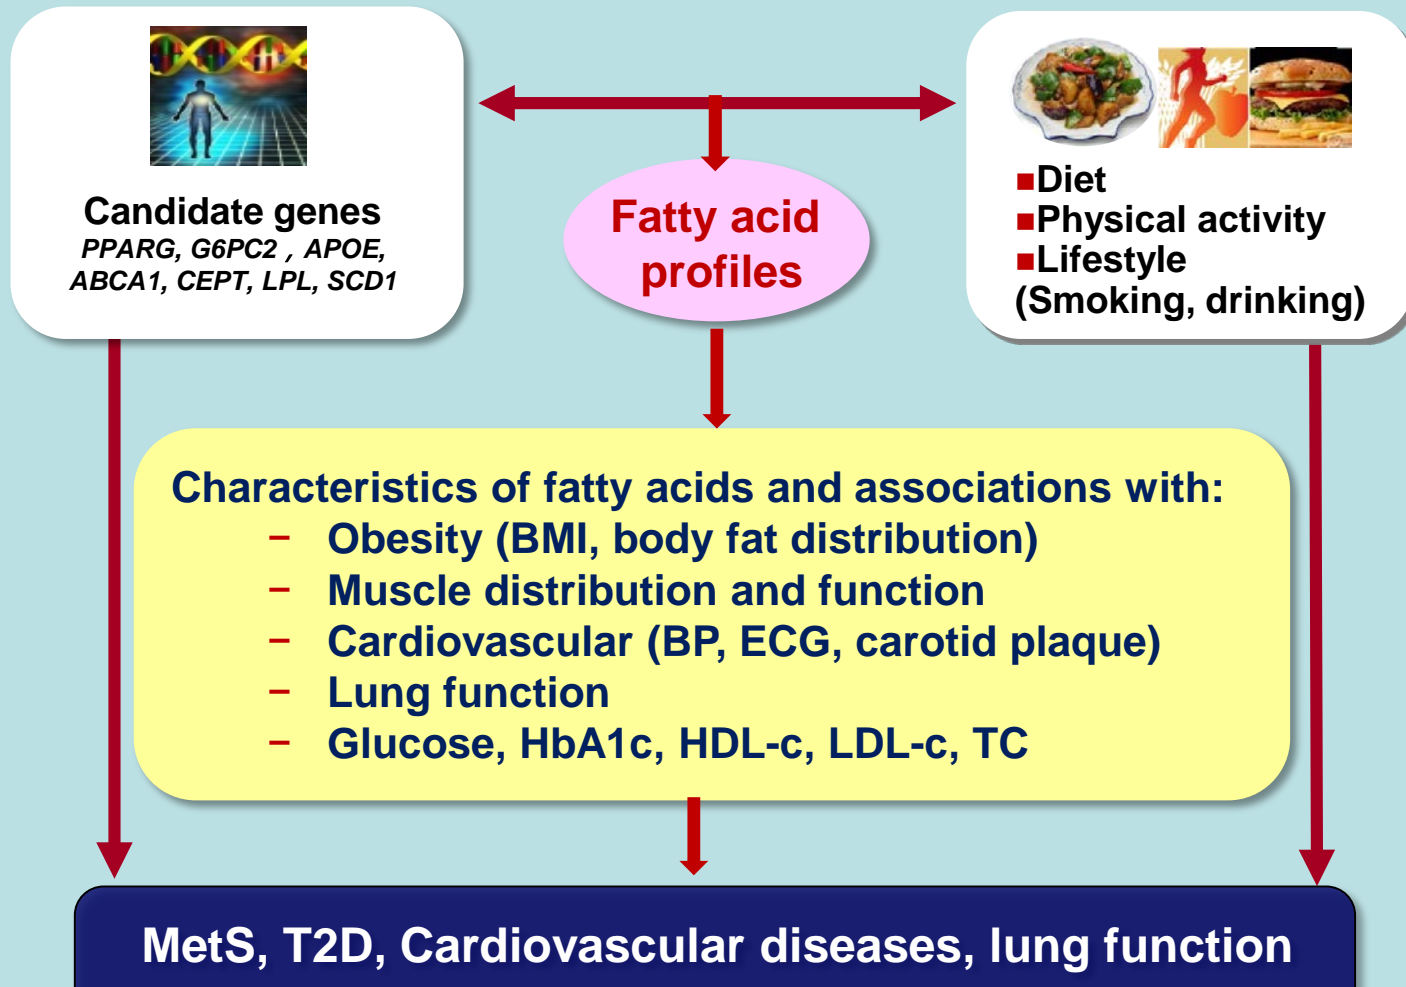 Candidate genes
PPARG, G6PC2 , APOE,
ABCA1, CEPT, LPL, SCD1
Fatty acid
profiles
■Diet
■Physical activity
■Lifestyle
(Smoking, drinking)
Characteristics of fatty acids and associations with:
– Obesity (BMI, body fat distribution)
– Muscle distribution and function
– Cardiovascular (BP, ECG, carotid plaque)
– Lung function
– Glucose, HbA1c, HDL-c, LDL-c, TC
MetS, T2D, Cardiovascular diseases, lung function